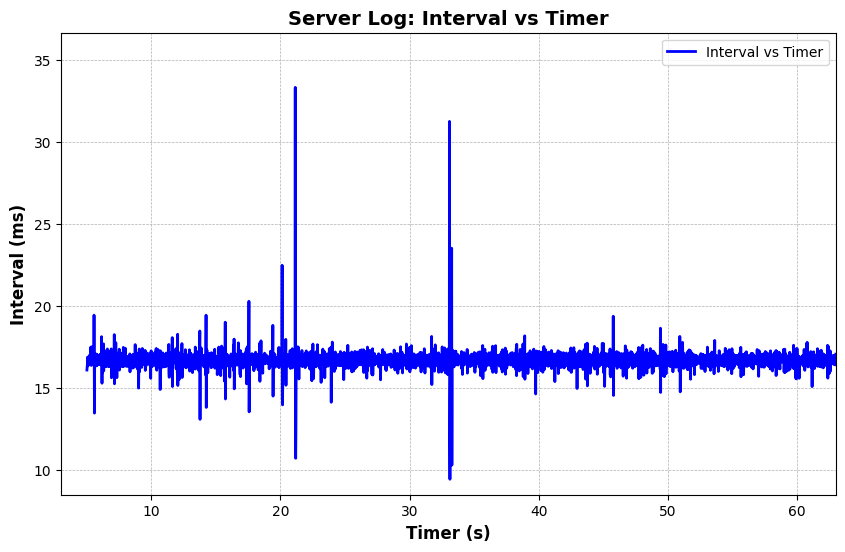 Server Log: Interval vs Timer
Interval vs Timer
35
30
25
20
15
10
Interval (ms)
10 20 30 40 50 60
Timer (s)